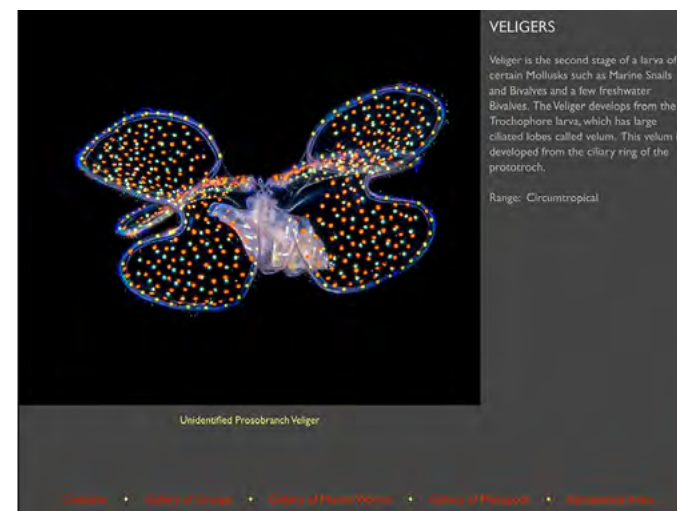 VELIGERS
Veliger is the second stage of a larva of
certain Mollusks such as Marine Snails
and Bivalves and a few freshwater
Bivalves. The Veliger develops from the
Trochophore larva, which has large
ciliated lobes called velum. This velum i
developed from the ciliary ring of the
prototroch.
Range: Circumtropical
Unidentified Prosobranch Veliger